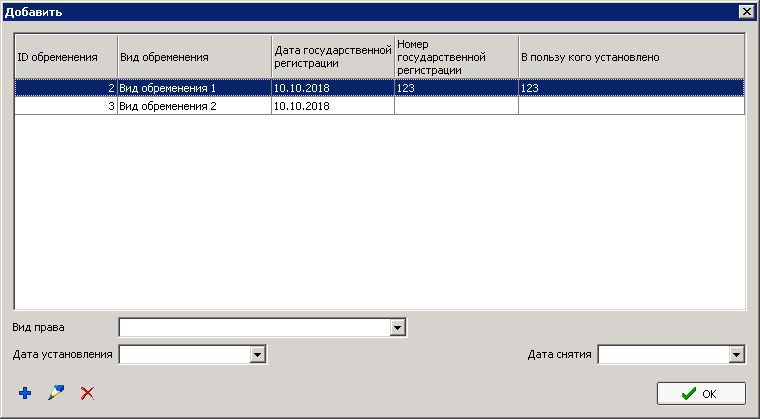 Добавить
ID обременения
Вид обременения
Дата государственной
регистрации
Номер
государственной
регистрации
В пользу кого установлено
2 Вид обременения 1 10.10.2018 123 123
3 Вид обременения 2 10.10.2018
Вид права
Дата установления Дата снятия
OK